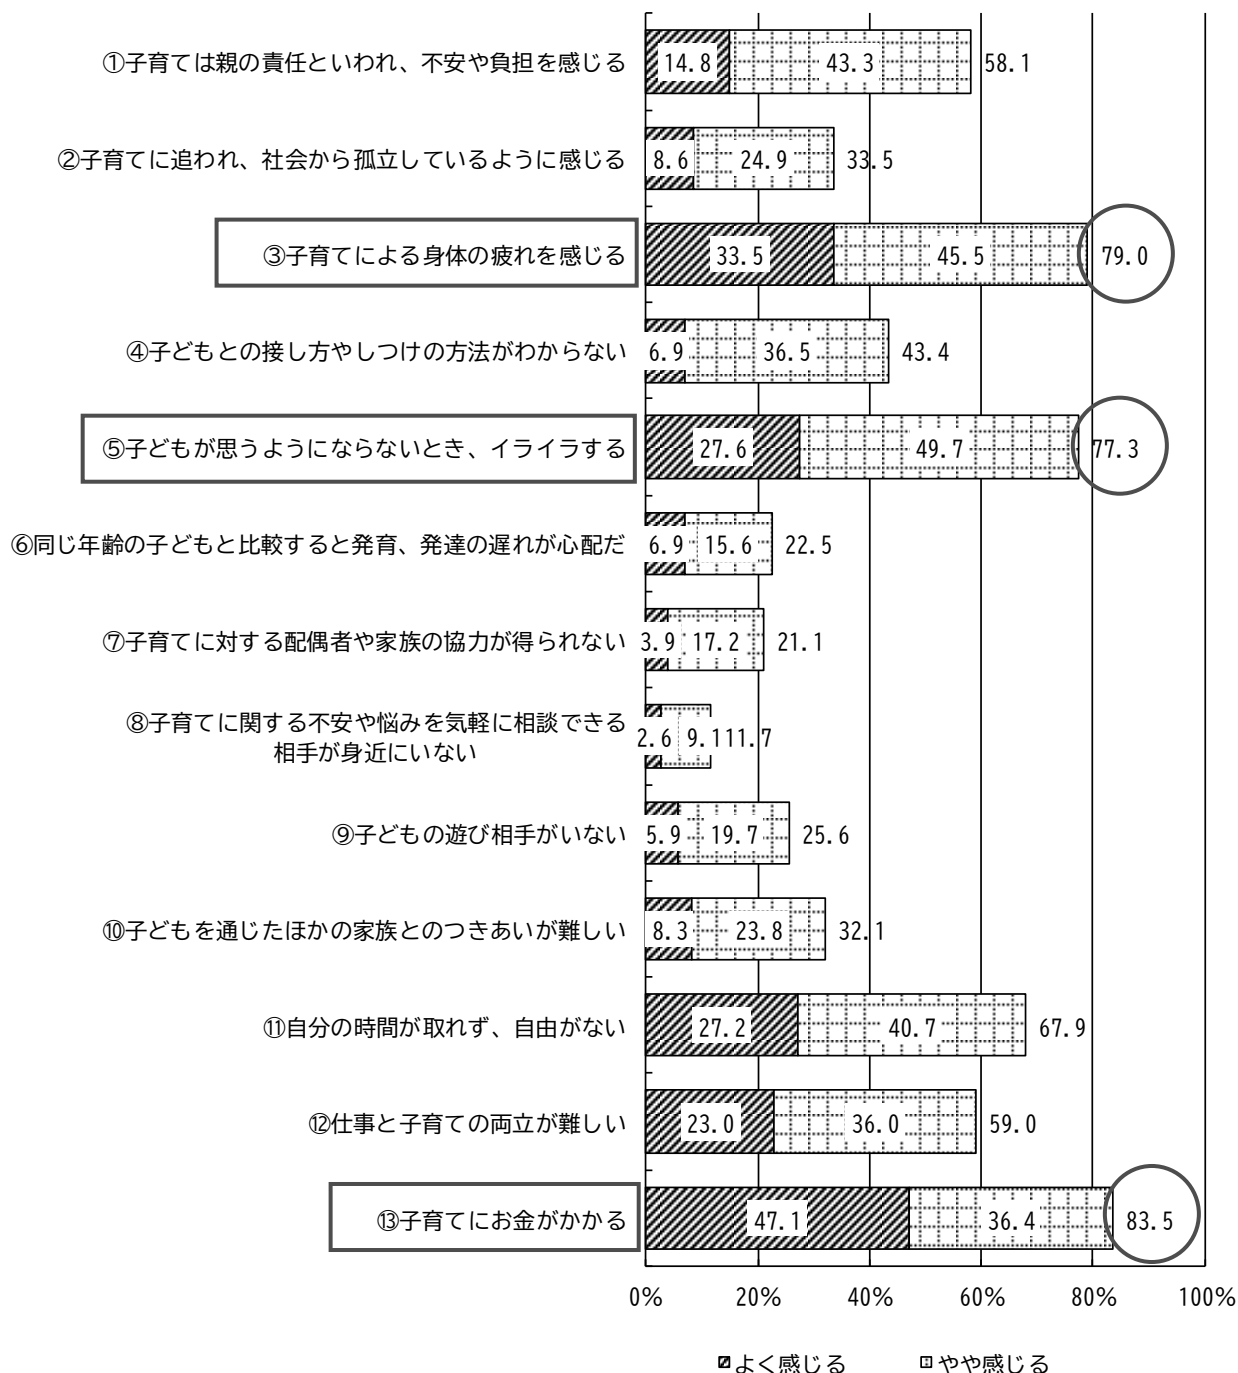 ①子育ては親の責任といわれ、不安や負担を感じる 14.8 43.3 58.1
②子育てに追われ、社会から孤立しているように感じる 8.6 24.9 33.5
③子育てによる身体の疲れを感じる 33.5 45.5 79.0
④子どもとの接し方やしつけの方法がわからない 6.9 36.5 43.4
⑤子どもが思うようにならないとき、イライラする 27.6 49.7 77.3
⑥同じ年齢の子どもと比較すると発育、発達の遅れが心配だ 6.9 15.6 22.5
⑦子育てに対する配偶者や家族の協力が得られない 3.9 17.2 21.1
⑧子育てに関する不安や悩みを気軽に相談できる
相手が身近にいない 2.6 9.1 11.7
⑨子どもの遊び相手がいない 5.9 19.7 25.6
⑩子どもを通じたほかの家族とのつきあいが難しい 8.3 23.8 32.1
⑪自分の時間が取れず、自由がない 27.2 40.7 67.9
⑫仕事と子育ての両立が難しい 23.0 36.0 59.0
⑬子育てにお金がかかる 47.1 36.4 83.5
0% 20% 40% 60% 80% 100%
よく感じる やや感じる